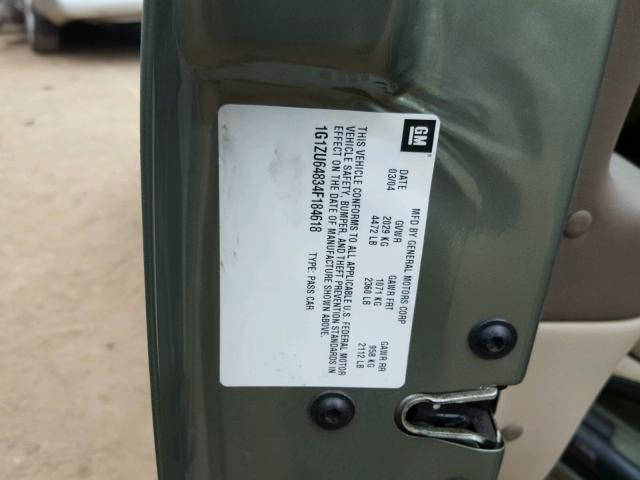 GM
MFD BY GENERAL MOTORS CORP
DATE GVWR GAWR FRT GAWR RR
03/04 2029 KG 1071 KG 958 KG
4472 LB 2360 LB 2112 LB
THIS VEHICLE CONFORMS TO ALL APPLICABLE U.S. FEDERAL MOTOR
VEHICLE SAFETY, BUMPER, AND THEFT PREVENTION STANDARDS IN
EFFECT ON THE DATE OF MANUFACTURE SHOWN ABOVE.
1G1ZU64834F184618 TYPE: PASS CAR